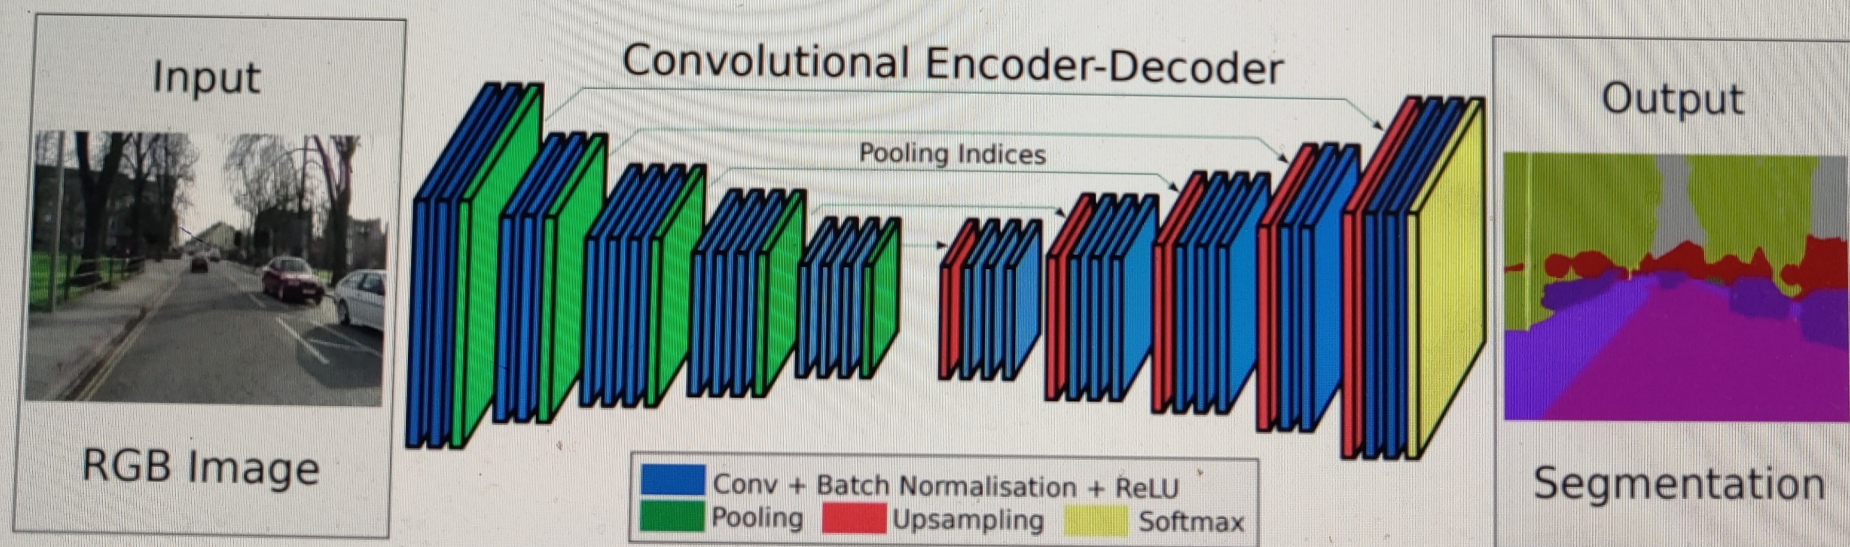 Input
RGB Image
Convolutional Encoder-Decoder
Pooling Indices
Conv + Batch Normalisation + ReLU
Pooling Upsampling Softmax
Output
Segmentation